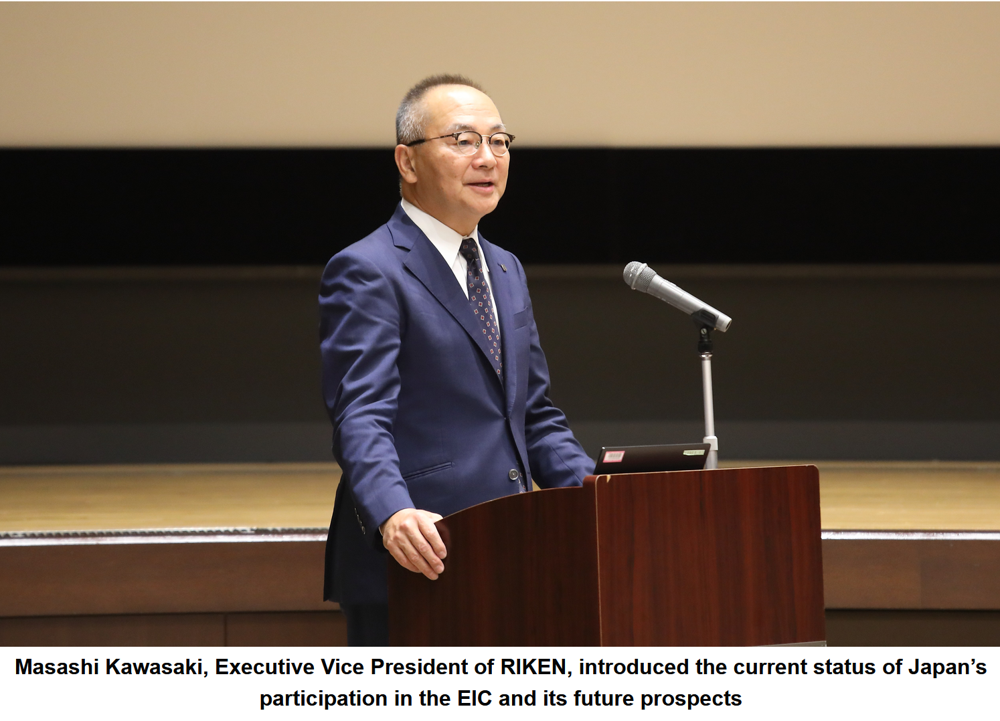 Masashi Kawasaki, Executive Vice President of RIKEN, introduced the current status of Japan’s
participation in the EIC and its future prospects